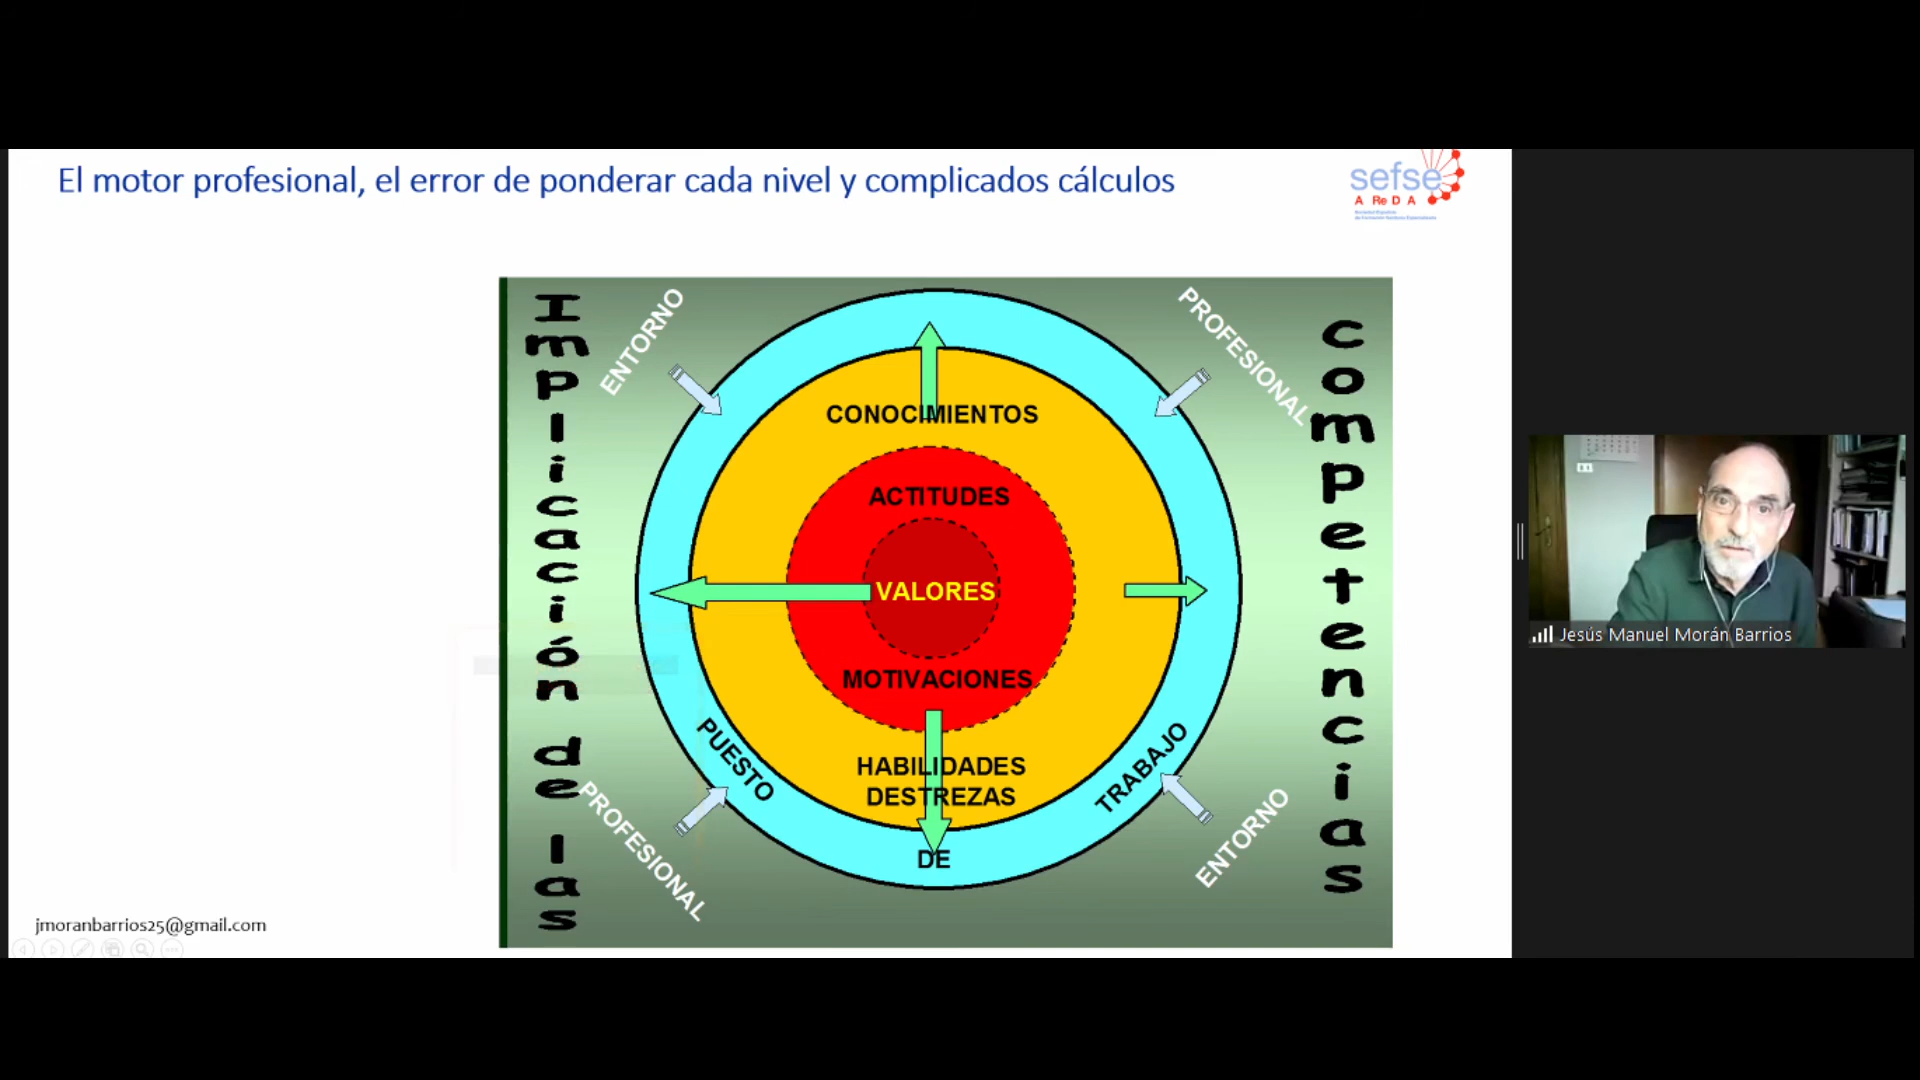 El motor profesional, el error de ponderar cada nivel y complicados cálculos
sefse
A Re D A
Implicación de las
Competencias
ENTORNO
PROFESIONAL
CONOCIMIENTOS
ACTITUDES
VALORES
MOTIVACIONES
HABILIDADES
DESTREZAS
PUESTO
DE
TRABAJO
PROFESIONAL
ENTORNO
jmoranbarrios25@gmail.com
Jesús Manuel Morán Barrios